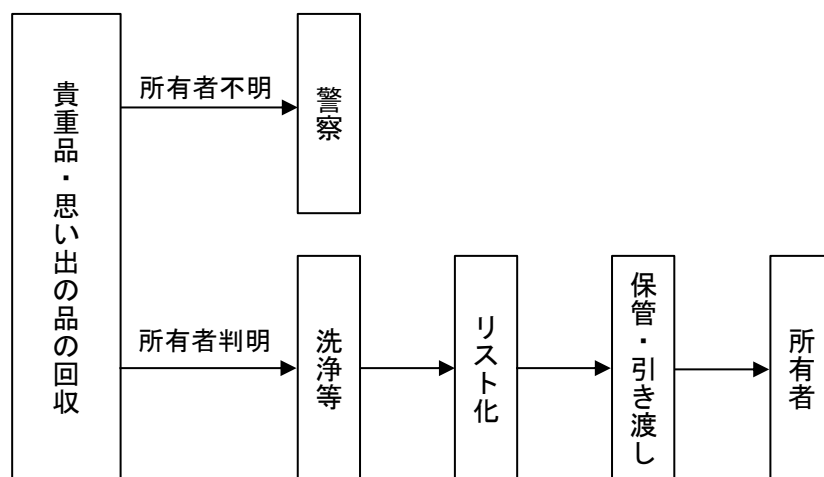 貴重品・思い出の品の回収
所有者不明
警察
所有者判明
洗浄等
リスト化
保管・引き渡し
所有者